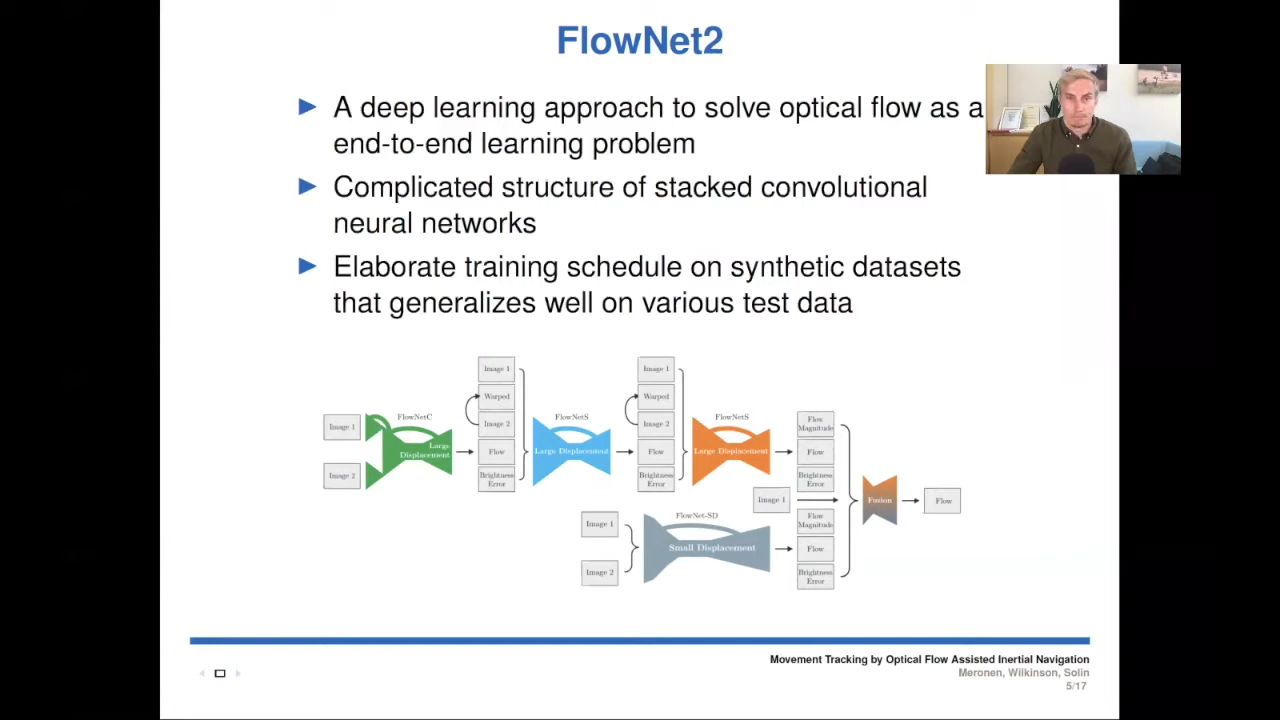 FlowNet2
A deep learning approach to solve optical flow as a
end-to-end learning problem
Complicated structure of stacked convolutional
neural networks
Elaborate training schedule on synthetic datasets
that generalizes well on various test data
Image 1
Image 2
FlowNetC
Large
Displacement
Image 1
Warped
Image 2
Flow
Brightness
Error
FlowNetS
Large Displacement
Image 1
Warped
Image 2
Flow
Brightness
Error
FlowNetS
Large Displacement
Flow
Magnitude
Flow
Brightness
Error
Image 1
Image 1
Image 2
FlowNet-SD
Small Displacement
Flow
Magnitude
Flow
Brightness
Error
Fusion
Flow
Movement Tracking by Optical Flow Assisted Inertial Navigation
Meronen, Wilkinson, Solin
5/17